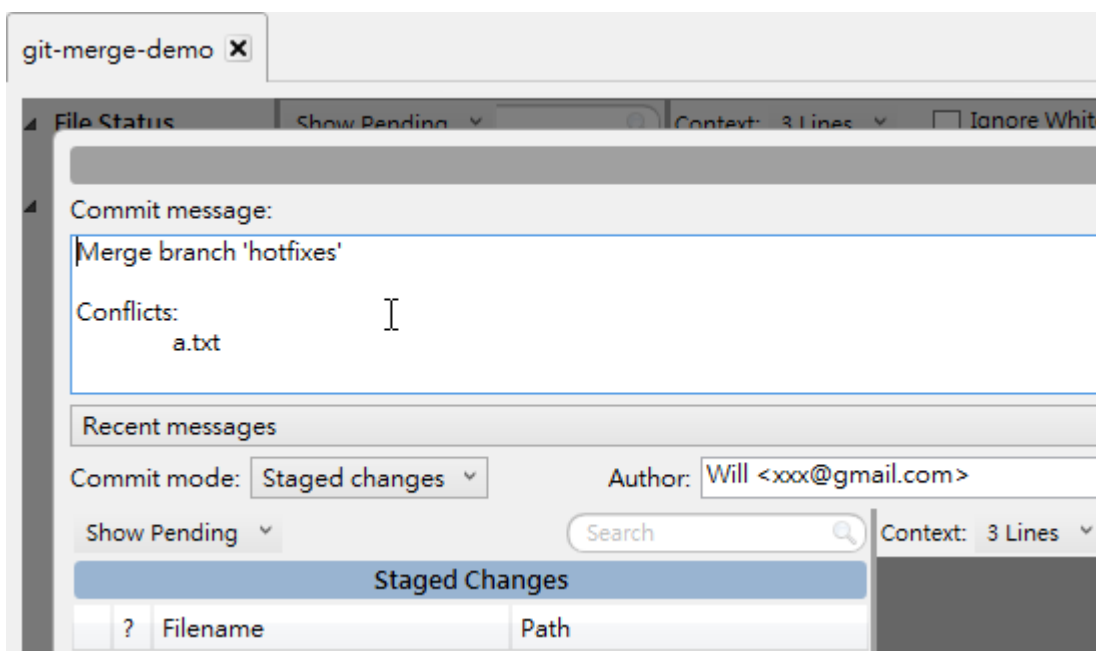 git-merge-demo
File Status Show Pending Context: 3 Lines Ignore Whit
Commit message:
Merge branch 'hotfixes'
Conflicts:
a.txt
Recent messages
Commit mode: Staged changes Author: Will <xxx@gmail.com>
Show Pending Search Context: 3 Lines
Staged Changes
? Filename Path